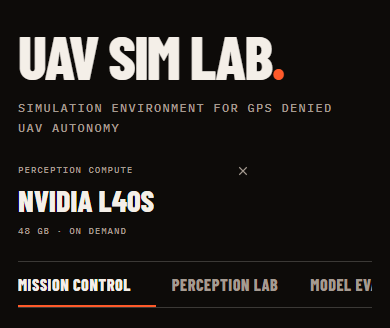 UAV SIM LAB.
SIMULATION ENVIRONMENT FOR GPS DENIED
UAV AUTONOMY
PERCEPTION COMPUTE
NVIDIA L40S
48 GB · ON DEMAND
MISSION CONTROL PERCEPTION LAB MODEL